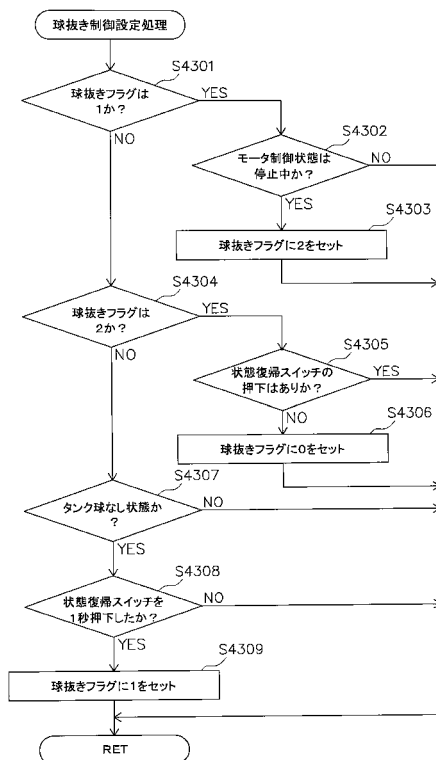 球抜き制御設定処理
S4301
球抜きフラグは
1か？
YES
NO
S4302
モータ制御状態は
停止中か？
NO
YES
S4303
球抜きフラグに2をセット
S4304
球抜きフラグは
2か？
YES
NO
S4305
状態復帰スイッチの
押下はありか？
YES
NO
S4306
球抜きフラグに0をセット
S4307
タンク球なし状態か
？
NO
YES
S4308
状態復帰スイッチを
1秒押下したか？
NO
YES
S4309
球抜きフラグに1をセット
RET